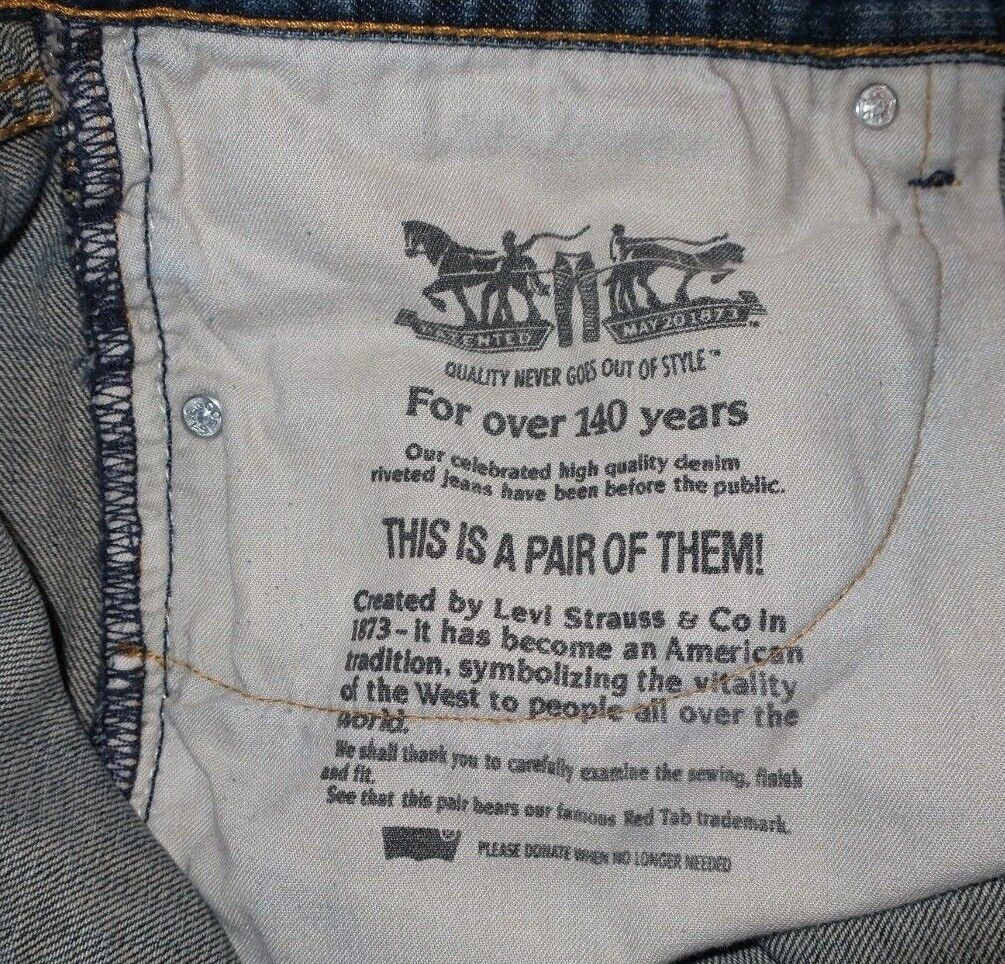 MAY 20 1873 ™
QUALITY NEVER GOES OUT OF STYLE™
For over 140 years
Our celebrated high quality denim
riveted jeans have been before the public.
THIS IS A PAIR OF THEM!
Created by Levi Strauss & Co in
1873 – it has become an American
tradition, symbolizing the vitality
of the West to people all over the
world.
We shall thank you to carefully examine the sewing, finish
and fit.
See that this pair bears our famous Red Tab trademark.
® PLEASE DONATE WHEN NO LONGER NEEDED